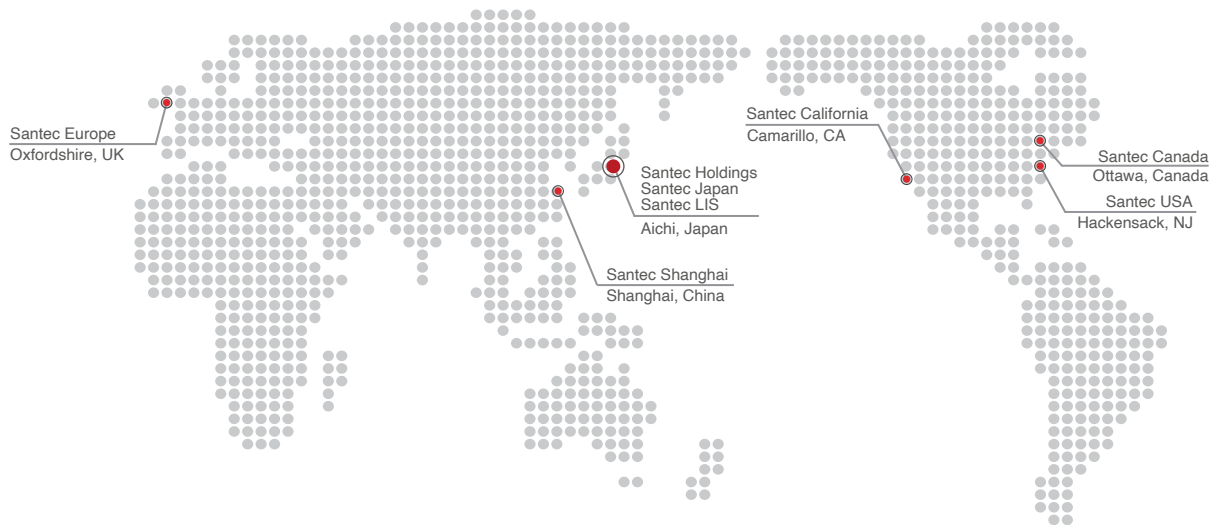 Santec Europe
Oxfordshire, UK
Santec Holdings
Santec Japan
Santec LIS
Aichi, Japan
Santec Shanghai
Shanghai, China
Santec California
Camarillo, CA
Santec Canada
Ottawa, Canada
Santec USA
Hackensack, NJ